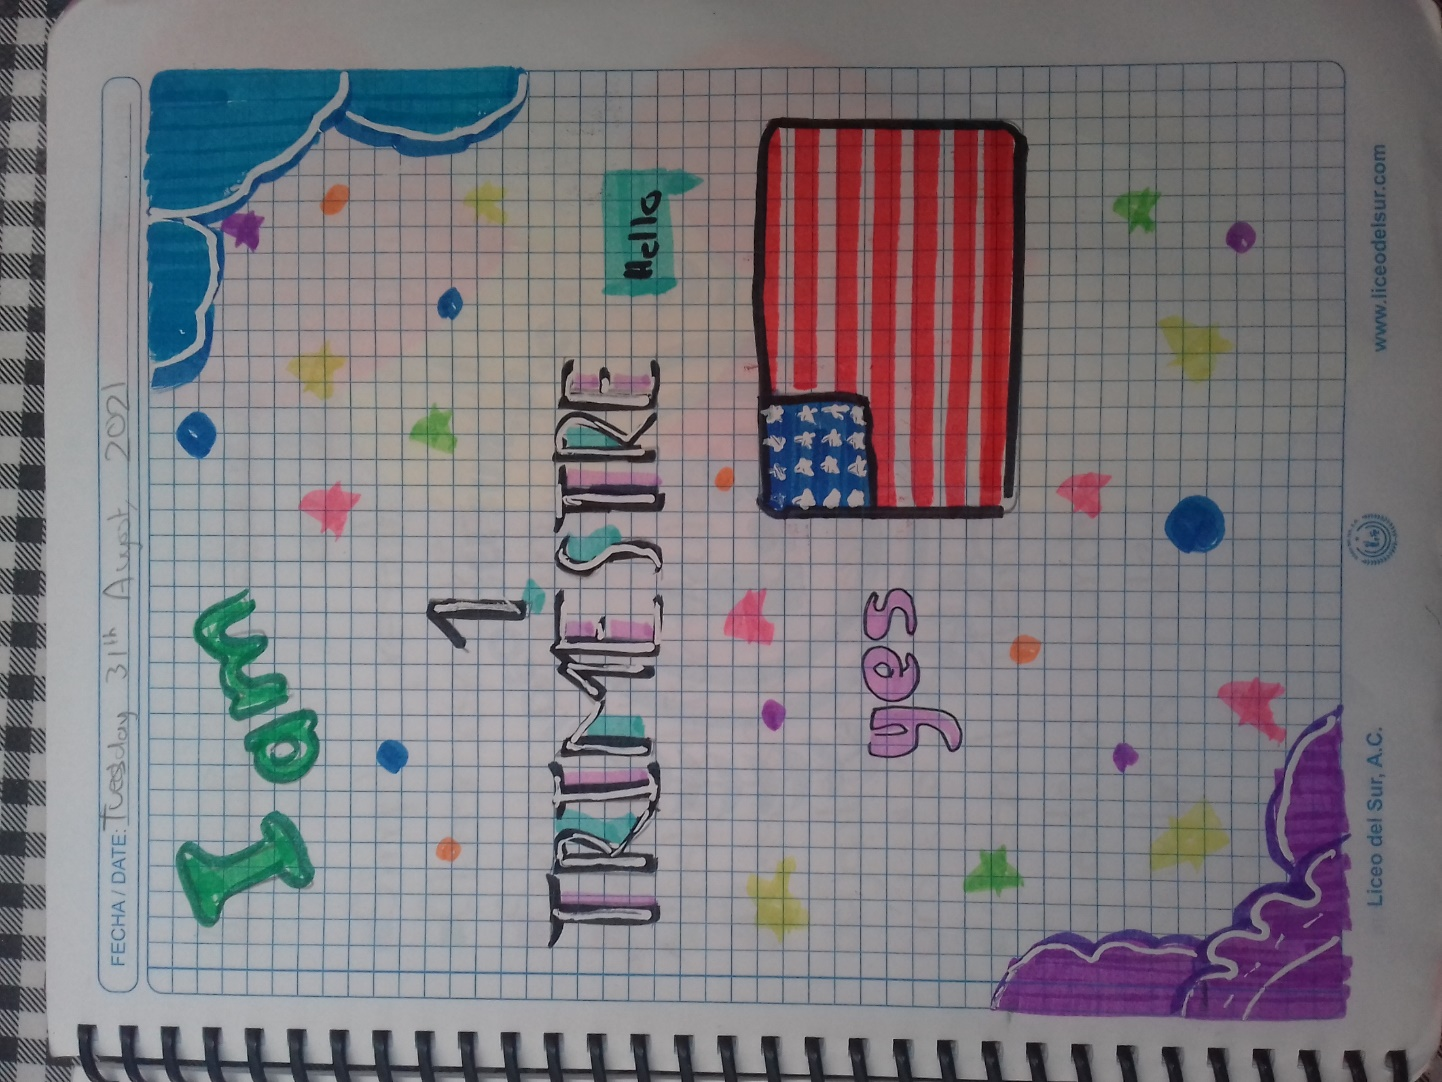 FECHA / DATE: Tuesday 31th August, 2021
I am
1
TRIMESTRE
Hello
yes
Liceo del Sur, A.C.
www.liceodelsur.com